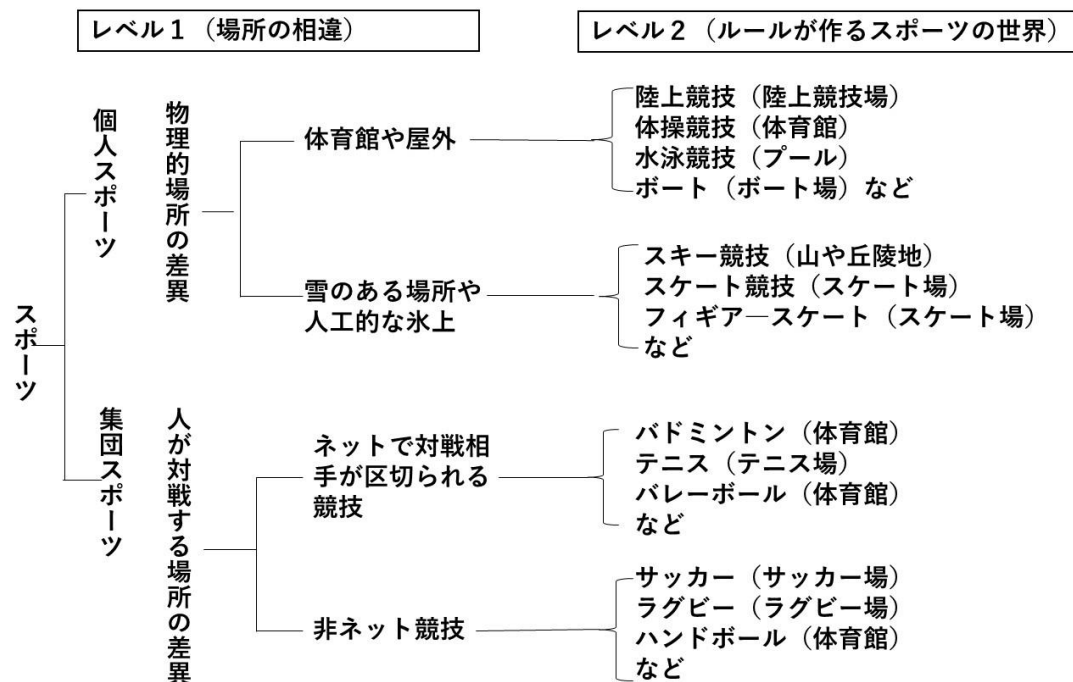 レベル１（場所の相違）
レベル２（ルールが作るスポーツの世界）
スポーツ
個人スポーツ
物理的場所の差異
体育館や屋外
陸上競技（陸上競技場）
体操競技（体育館）
水泳競技（プール）
ボート（ボート場）など
雪のある場所や
人工的な氷上
スキー競技（山や丘陵地）
スケート競技（スケート場）
フィギアースケート（スケート場）
など
集団スポーツ
人が対戦する場所の差異
ネットで対戦相
手が区切られる
競技
バドミントン（体育館）
テニス（テニス場）
バレーボール（体育館）
など
非ネット競技
サッカー（サッカー場）
ラグビー（ラグビー場）
ハンドボール（体育館）
など